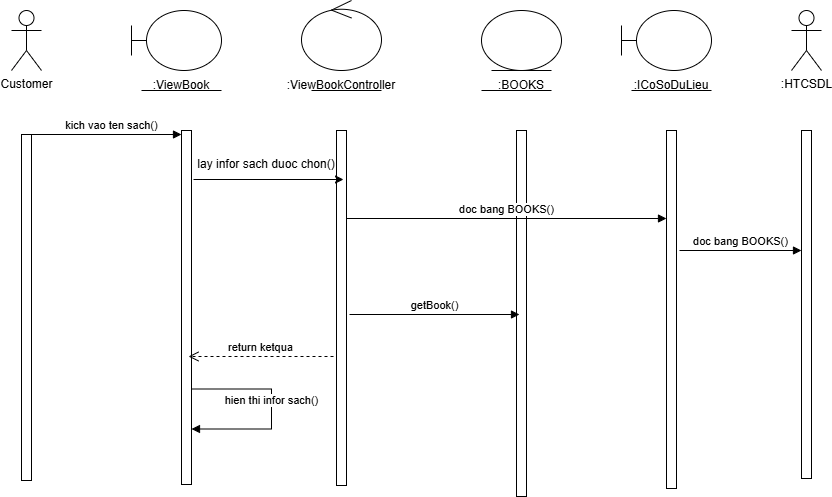 Customer
:ViewBook
:ViewBookController
:BOOKS
:ICoSoDuLieu
:HTCSDL
kich vao ten sach()
lay infor sach duoc chon()
doc bang BOOKS()
doc bang BOOKS()
getBook()
return ketqua
hien thi infor sach()